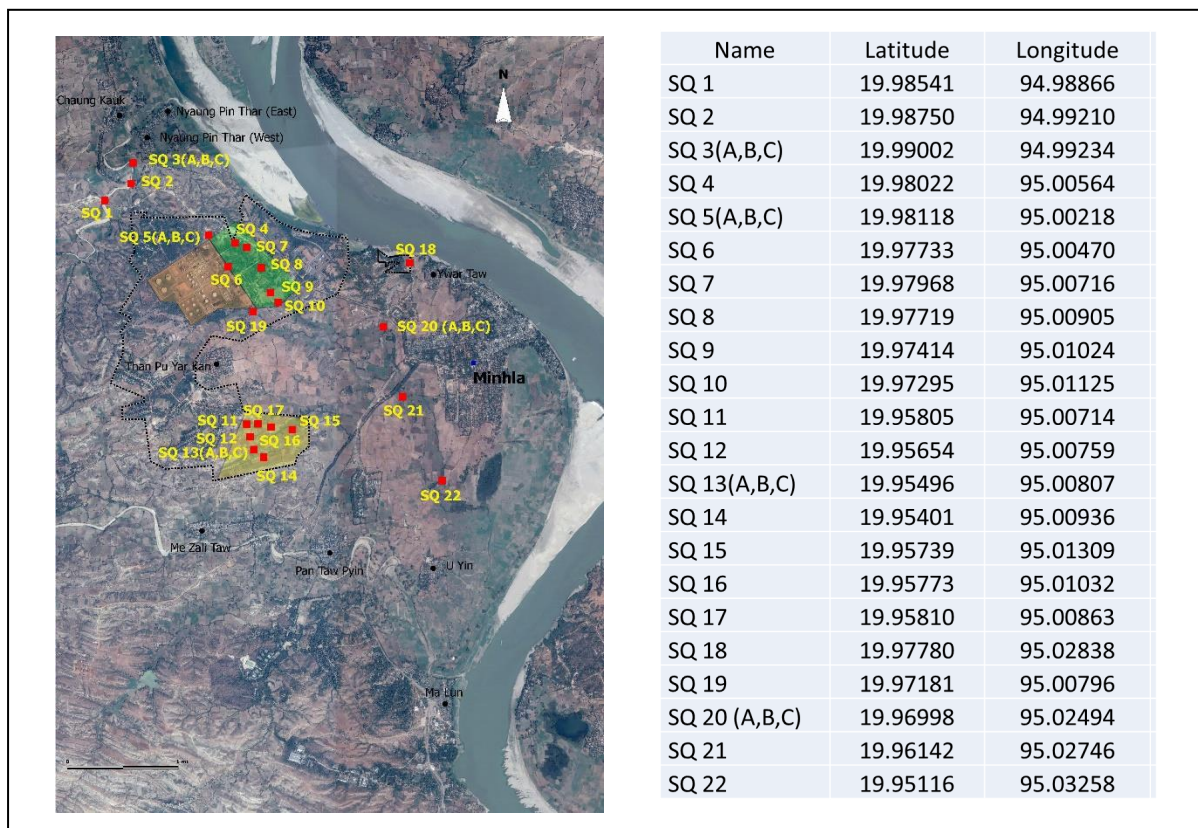 Chaung Kauk
Nyaung Pin Thar (East)
Nyaung Pin Thar (West)
N
SQ 3(A,B,C)
SQ 2
SQ 1
SQ 5(A,B,C)
SQ 4
SQ 7
SQ 6
SQ 8
SQ 9
SQ 10
SQ 19
SQ 18
Ywar Taw
SQ 20 (A,B,C)
Than Pu Yar Kan
Minhla
SQ 21
SQ 17
SQ 11
SQ 15
SQ 12
SQ 16
SQ 13(A,B,C)
SQ 14
SQ 22
Me Zali Taw
Pan Taw Pyin
U Yin
Ma Lun
0
Name Latitude Longitude
SQ 1 19.98541 94.98866
SQ 2 19.98750 94.99210
SQ 3(A,B,C) 19.99002 94.99234
SQ 4 19.98022 95.00564
SQ 5(A,B,C) 19.98118 95.00218
SQ 6 19.97733 95.00470
SQ 7 19.97968 95.00716
SQ 8 19.97719 95.00905
SQ 9 19.97414 95.01024
SQ 10 19.97295 95.01125
SQ 11 19.95805 95.00714
SQ 12 19.95654 95.00759
SQ 13(A,B,C) 19.95496 95.00807
SQ 14 19.95401 95.00936
SQ 15 19.95739 95.01309
SQ 16 19.95773 95.01032
SQ 17 19.95810 95.00863
SQ 18 19.97780 95.02838
SQ 19 19.97181 95.00796
SQ 20 (A,B,C) 19.96998 95.02494
SQ 21 19.96142 95.02746
SQ 22 19.95116 95.03258